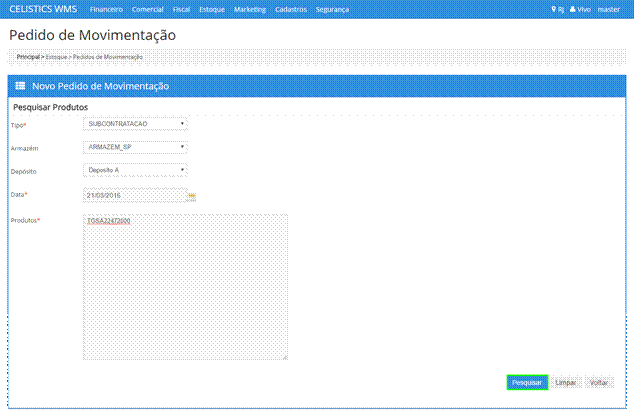 CELISTICS WMS Financeiro Comercial Fiscal Estoque Marketing Cadastros Segurança RJ Vivo master
Pedido de Movimentação
Principal > Estoque > Pedidos de Movimentação
Novo Pedido de Movimentação
Pesquisar Produtos
Tipo* SUBCONTRATACAO
Armazém ARMAZEM_SP
Depósito Deposito A
Data* 21/03/2016
Produtos* TGSA22472000
Pesquisar Limpar Voltar